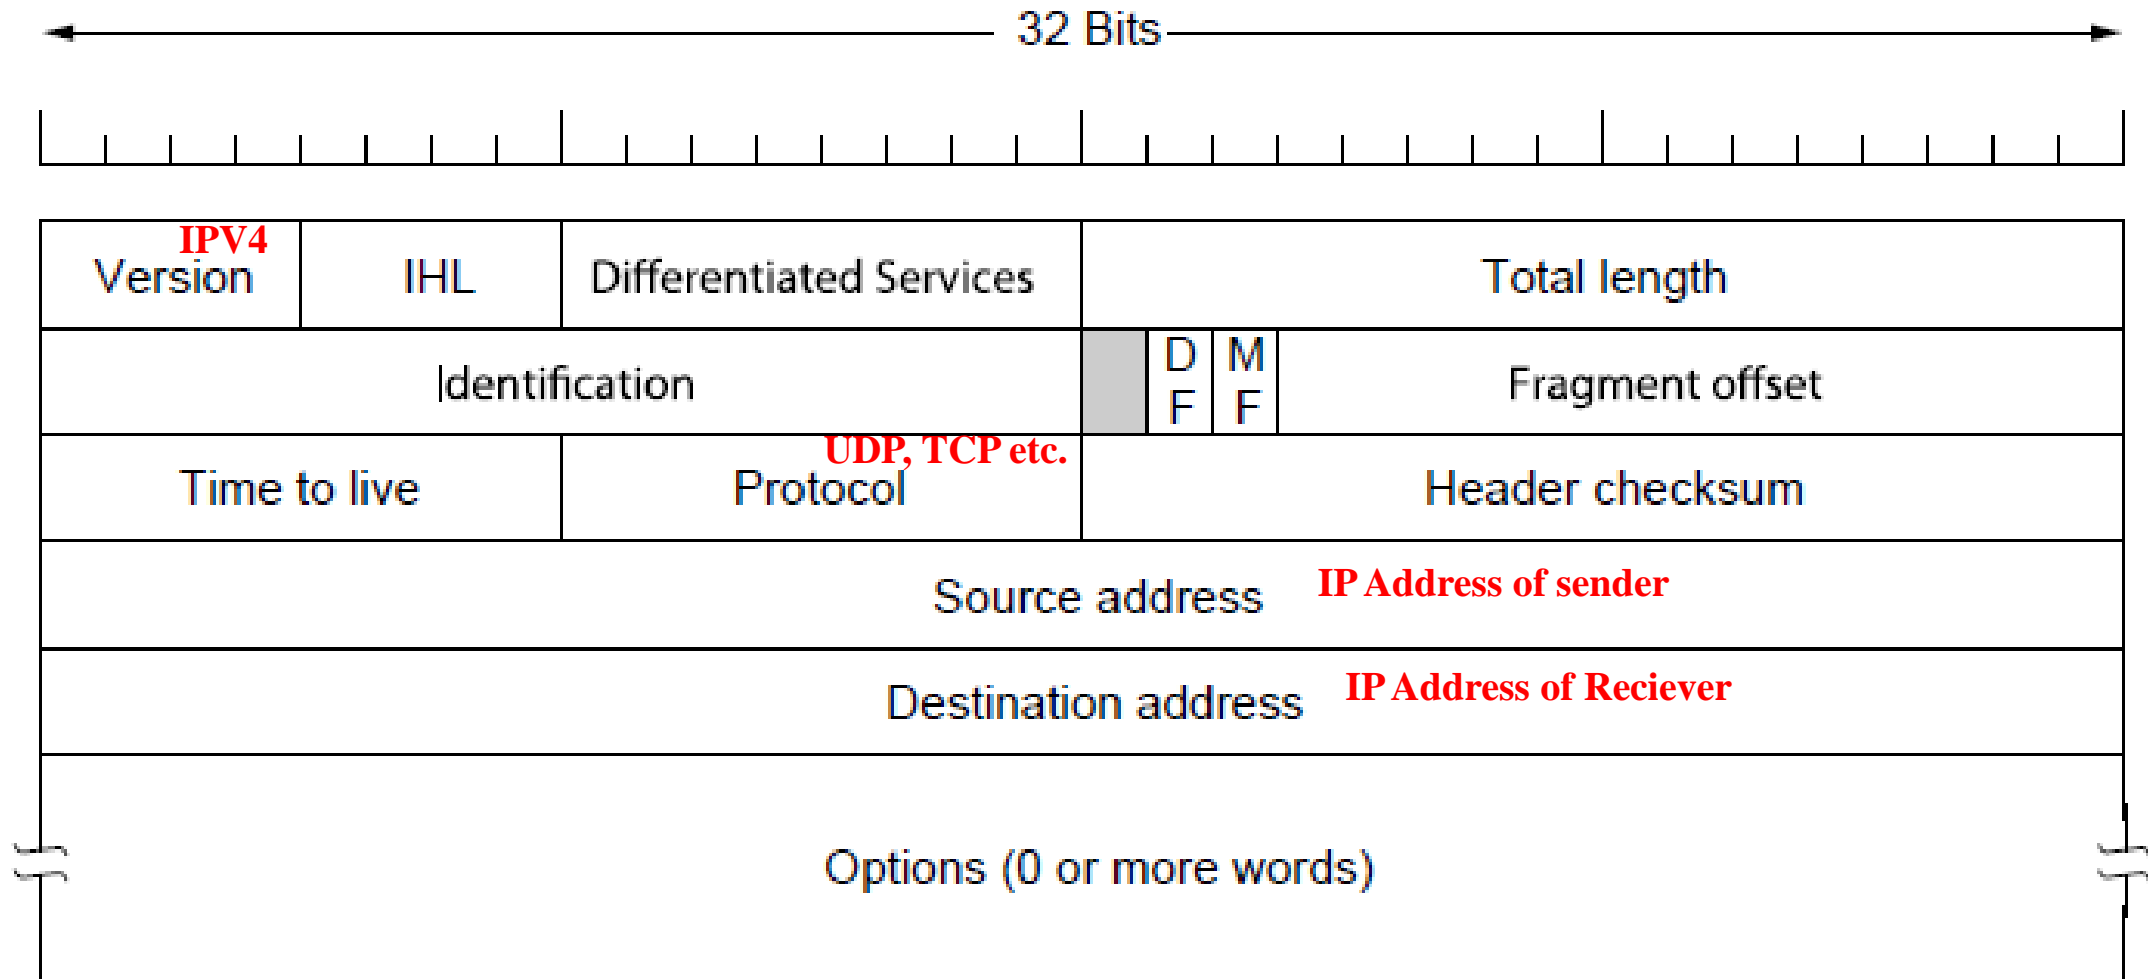 32 Bits
IPV4
Version IHL Differentiated Services Total length
Identification D F M F Fragment offset
UDP, TCP etc.
Time to live Protocol Header checksum
Source address IP Address of sender
Destination address IP Address of Reciever
Options (0 or more words)